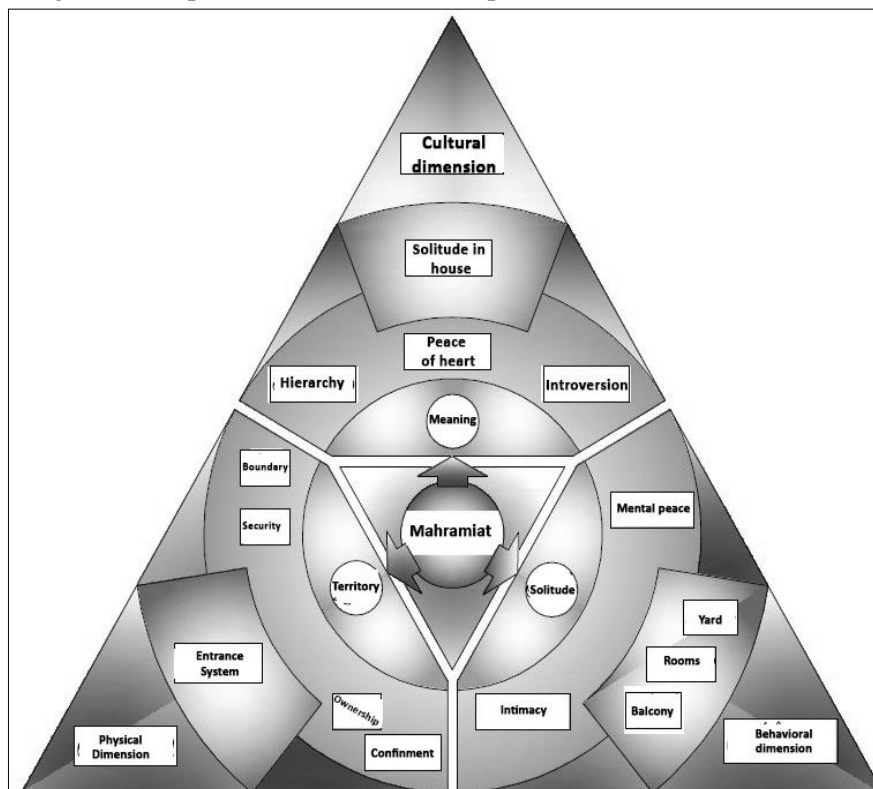 Cultural
dimension
Solitude in
house
Peace
of heart
Hierarchy
Introversion
Meaning
Boundary
Security
Mahramiat
Mental peace
Territory
Solitude
Yard
Entrance
System
Rooms
Ownership
Intimacy
Balcony
Confinment
Physical
Dimension
Behavioral
dimension